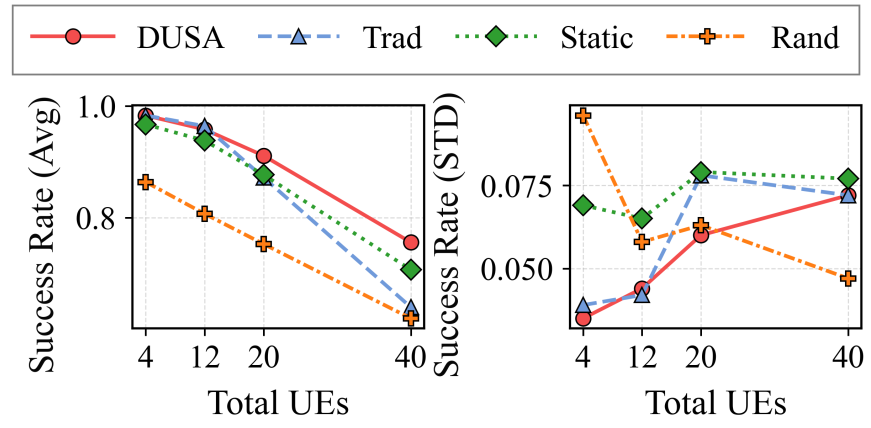 DUSA Trad Static Rand
Success Rate (Avg)
1.0
0.8
4 12 20 40
Total UEs
Success Rate (STD)
0.075
0.050
4 12 20 40
Total UEs